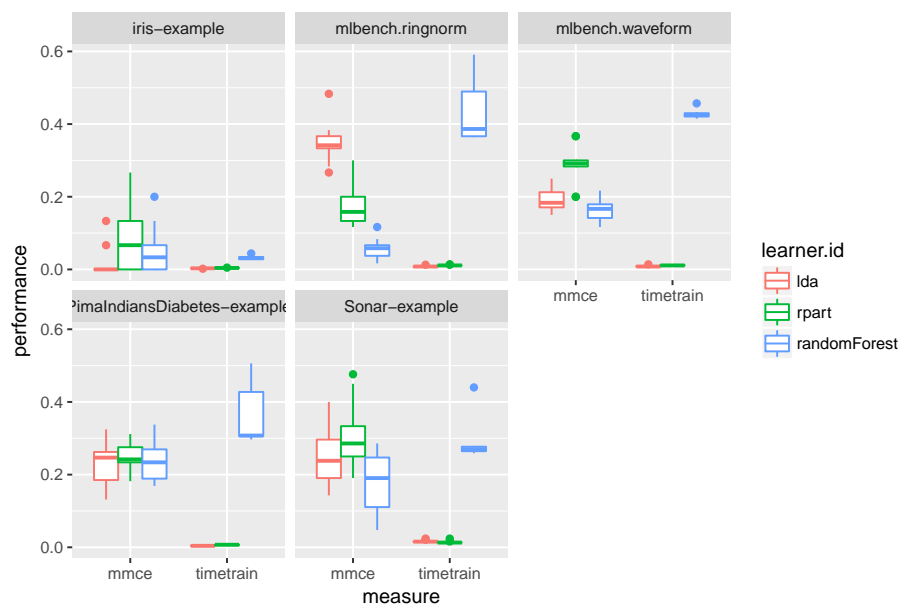 iris−example
mlbench.ringnorm
mlbench.waveform
0.6
0.4
0.2
0.0
mmce
timetrain
PimaIndiansDiabetes−example
Sonar−example
0.6
0.4
0.2
0.0
mmce
timetrain
mmce
timetrain
measure
performance
learner.id
lda
rpart
randomForest